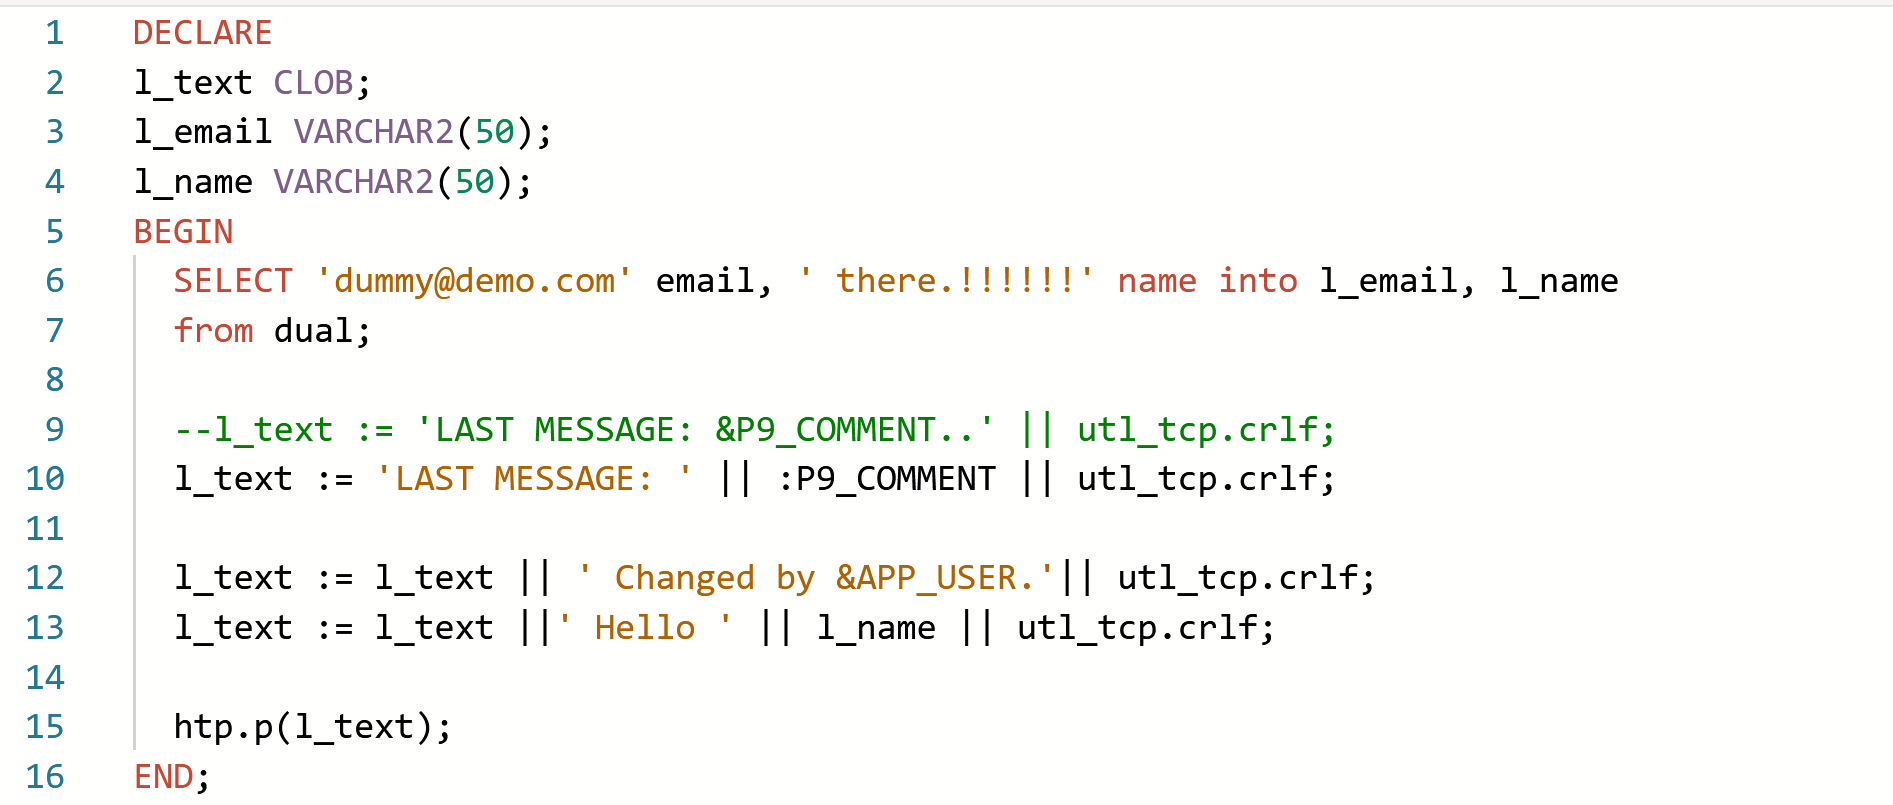 1 DECLARE
2 l_text CLOB;
3 l_email VARCHAR2(50);
4 l_name VARCHAR2(50);
5 BEGIN
6 SELECT 'dummy@demo.com' email, ' there.!!!!!!' name into l_email, l_name
7 from dual;
8
9 --l_text := 'LAST MESSAGE: &P9_COMMENT..' || utl_tcp.crlf;
10 l_text := 'LAST MESSAGE: ' || :P9_COMMENT || utl_tcp.crlf;
11
12 l_text := l_text || ' Changed by &APP_USER.'|| utl_tcp.crlf;
13 l_text := l_text ||' Hello ' || l_name || utl_tcp.crlf;
14
15 htp.p(l_text);
16 END;